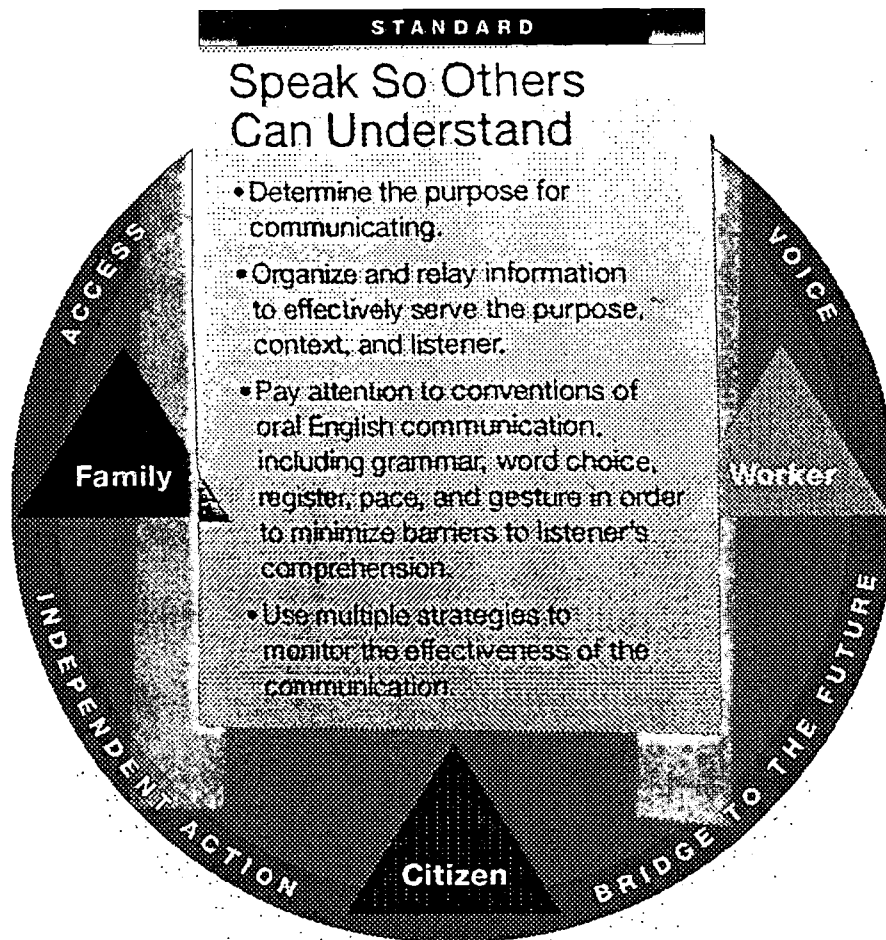 STANDARD
Speak So Others
Can Understand
• Determine the purpose for
communicating.
• Organize and relay information
to effectively serve the purpose,
context, and listener.
• Pay attention to conventions of
oral English communication,
including grammar, word choice,
register, pace, and gesture in order
to minimize barriers to listener's
comprehension.
• Use multiple strategies to
monitor the effectiveness of the
communication.
ACCESS
VOICE
Family
Worker
INDEPENDENT ACTION
BRIDGE TO THE FUTURE
Citizen